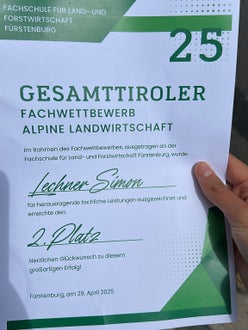 FACHSCHULE FÜR LAND- UND
FORSTWIRTSCHAFT
FÜRSTENBURG
25
GESAMTTIROLER
FACHWETTBEWERB
ALPINE LANDWIRTSCHAFT
Im Rahmen des Fachwettbewerbes, ausgetragen an der
Fachschule für Land- und Forstwirtschaft Fürstenburg, wurde
Lechner Simon
für herausragende fachliche Leistungen ausgezeichnet und
erreichte den
2. Platz
Herzlichen Glückwunsch zu diesem
großartigen Erfolg!
Fürstenburg, am 29. April 2025